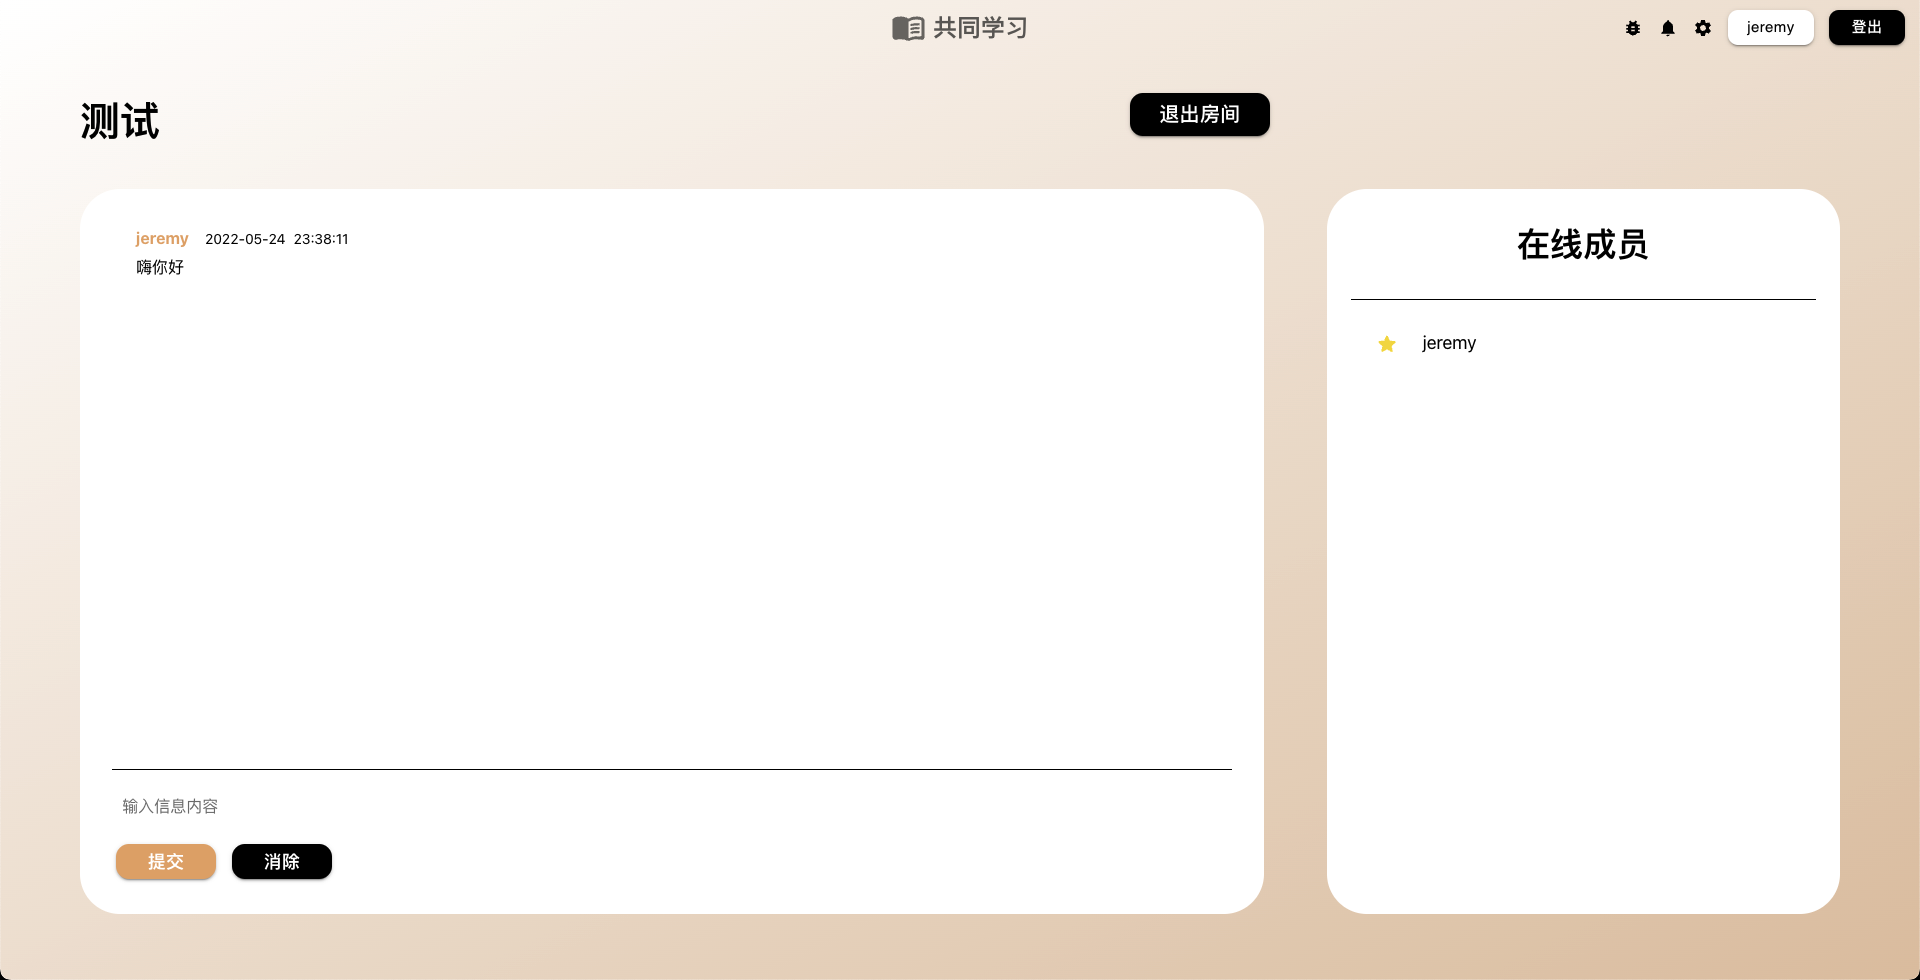 共同学习
jeremy
登出
测试
退出房间
jeremy 2022-05-24 23:38:11
嗨你好
输入信息内容
提交
消除
在线成员
jeremy